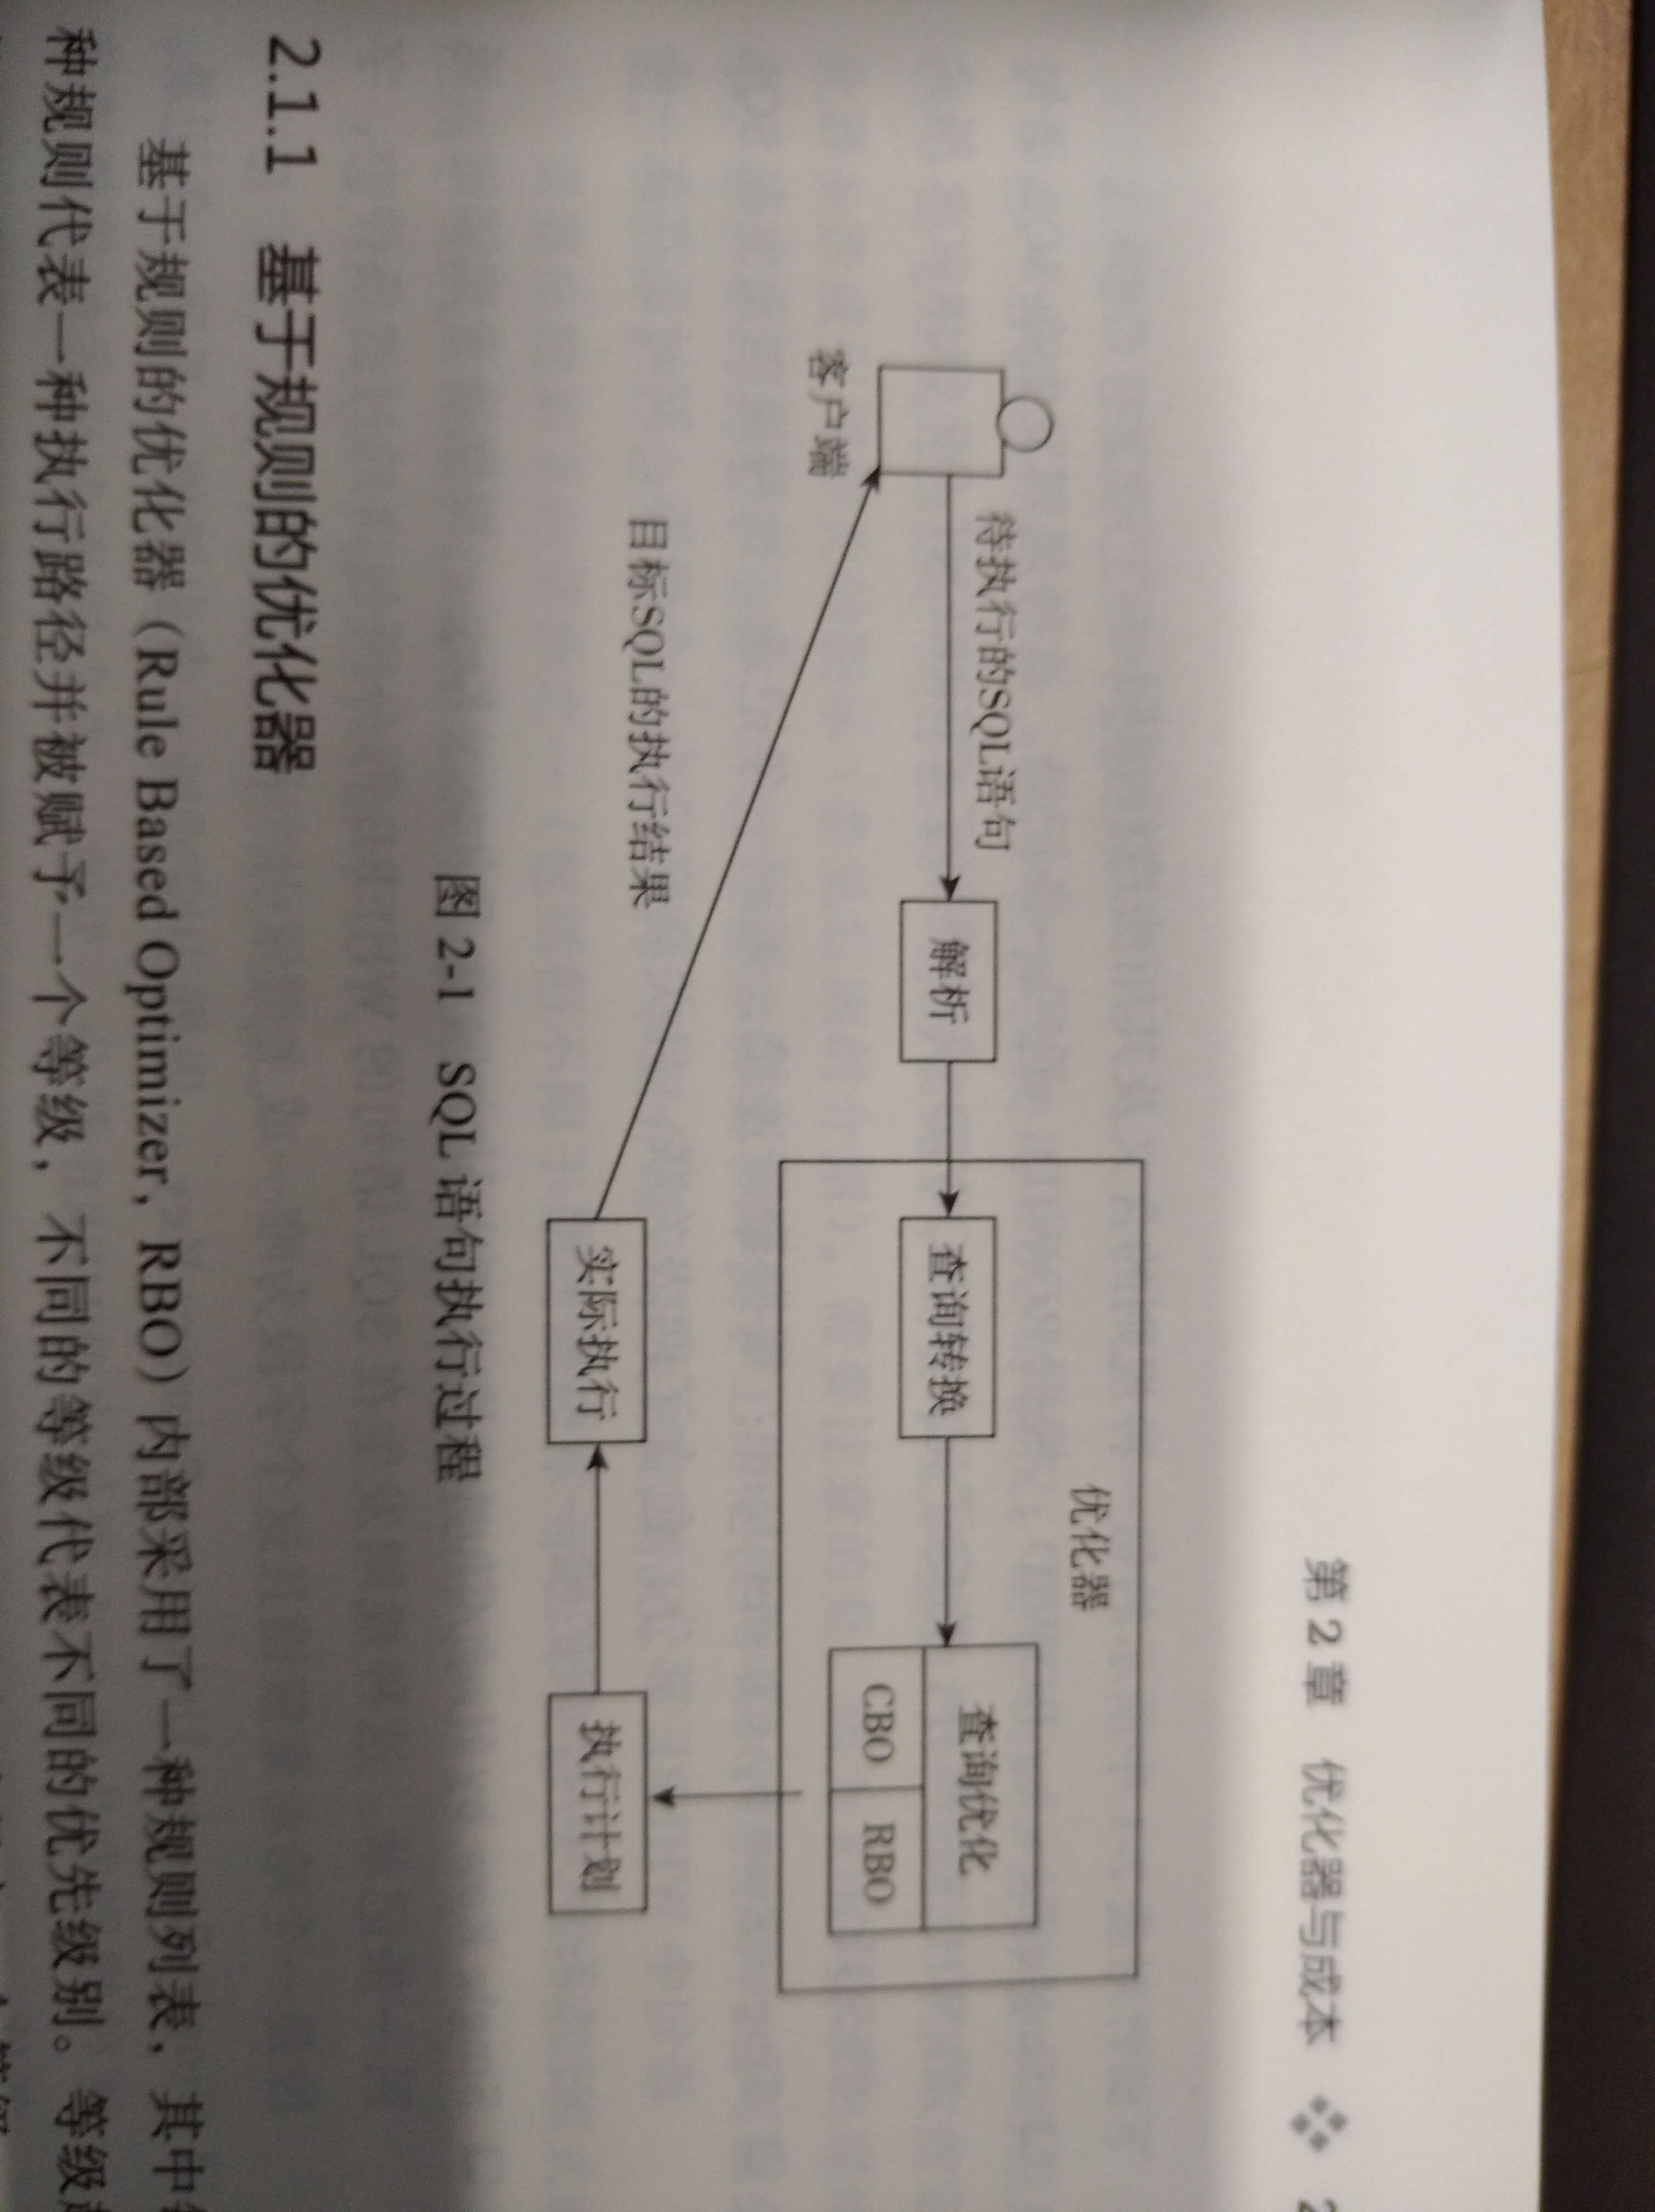 第 2 章 优化器与成本 ❖ 2
优化器
待执行的SQL语句
解析
查询转换
查询优化
CBO
RBO
客户端
目标SQL的执行结果
实际执行
执行计划
图 2-1 SQL 语句执行过程
2.1.1 基于规则的优化器
基于规则的优化器（Rule Based Optimizer，RBO）内部采用了一种规则列表，其中
种规则代表一种执行路径并被赋予一个等级，不同的等级代表不同的优先级别。等级